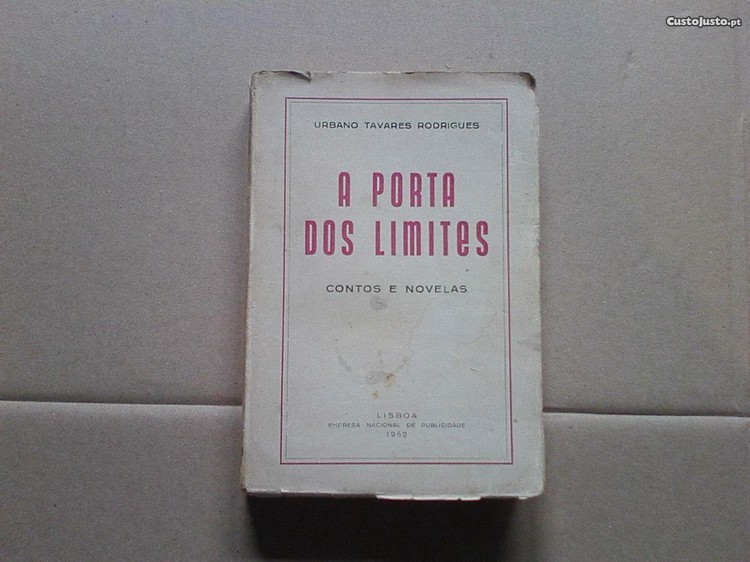 CustoJusto.pt
URBANO TAVARES RODRIGUES
A PORTA
DOS LIMITES
CONTOS E NOVELAS
LISBOA
EMPRESA NACIONAL DE PUBLICIDADE
1952